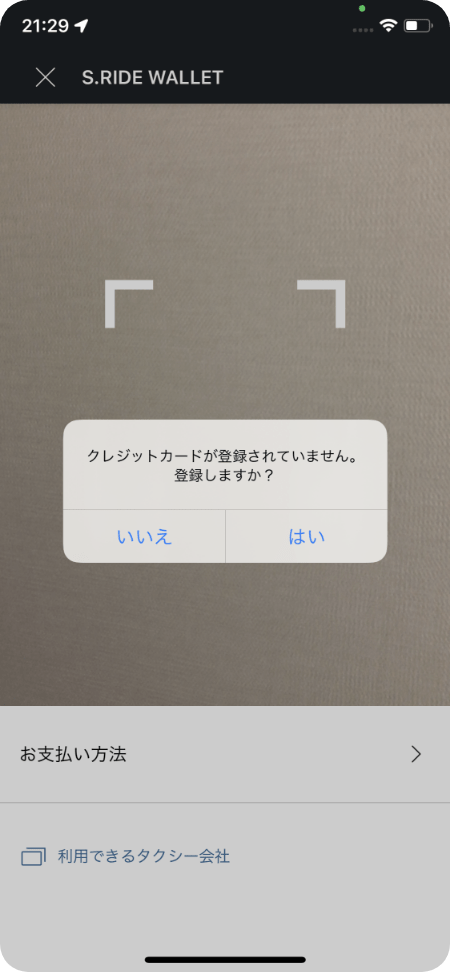 21:29
S.RIDE WALLET
クレジットカードが登録されていません。
登録しますか？
いいえ
はい
お支払い方法
利用できるタクシー会社